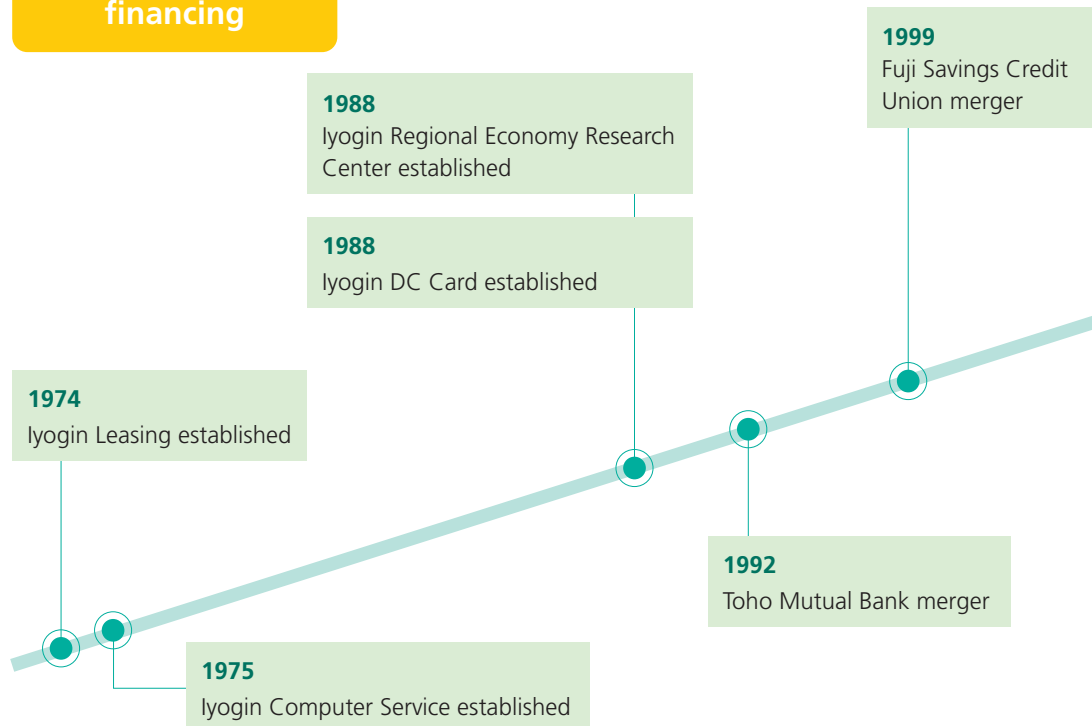 financing
1999
Fuji Savings Credit
Union merger
1988
Iyogin Regional Economy Research
Center established
1988
Iyogin DC Card established
1974
Iyogin Leasing established
1992
Toho Mutual Bank merger
1975
Iyogin Computer Service established